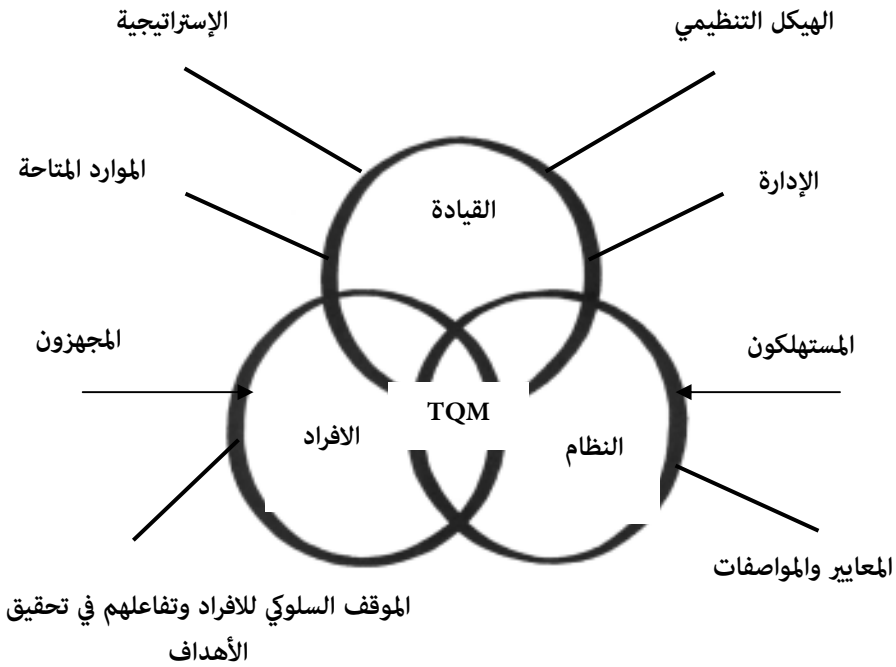 الهيكل التنظيمي
الإستراتيجية
الإدارة
الموارد المتاحة
القيادة
المستهلكون
المجهزون
TQM
النظام
الافراد
المعايير والمواصفات
الموقف السلوكي للافراد وتفاعلهم في تحقيق
الأهداف